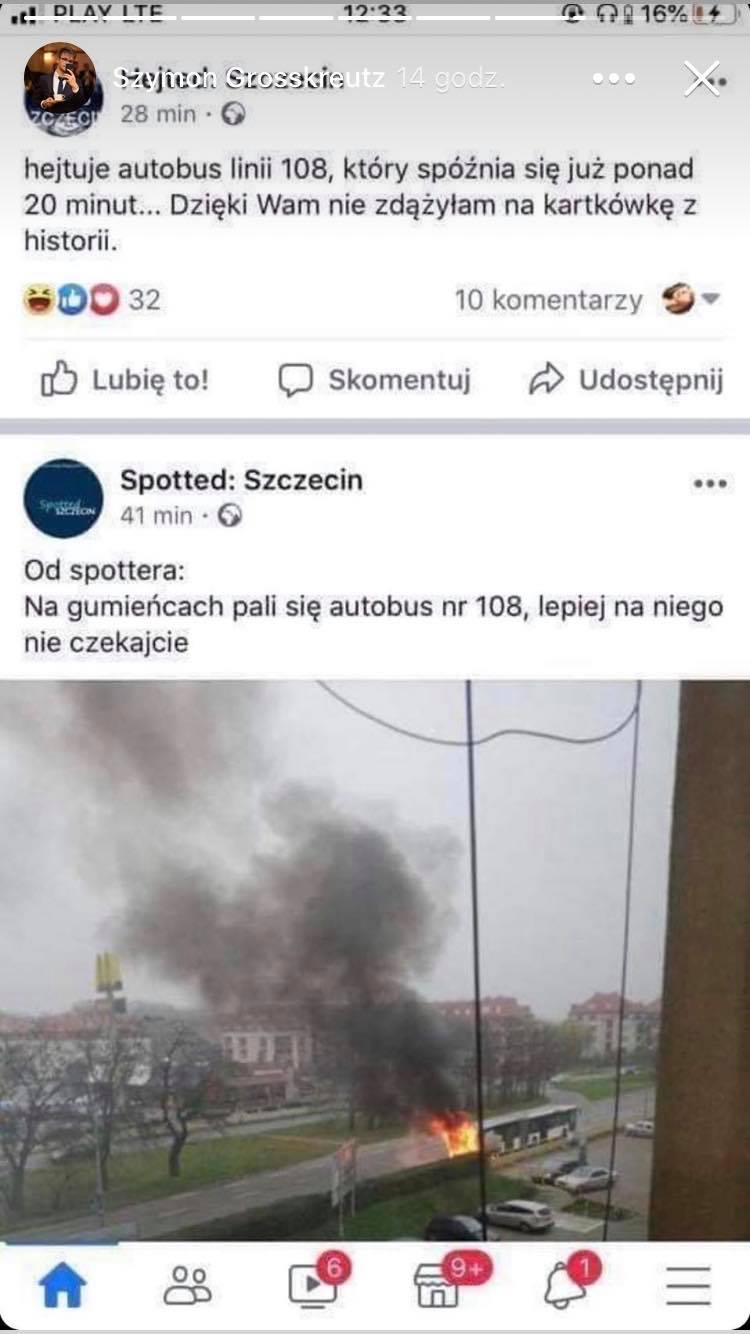 PLAY LTE 12:33 16%
Szymon Grosskreutz 14 godz.
28 min
hejtuje autobus linii 108, który spóźnia się już ponad
20 minut... Dzięki Wam nie zdążyłam na kartkówkę z
historii.
32 10 komentarzy
Lubię to! Skomentuj Udostępnij
Spotted: Szczecin
41 min
Od spottera:
Na gumieńcach pali się autobus nr 108, lepiej na niego
nie czekajcie
6 9+ 1